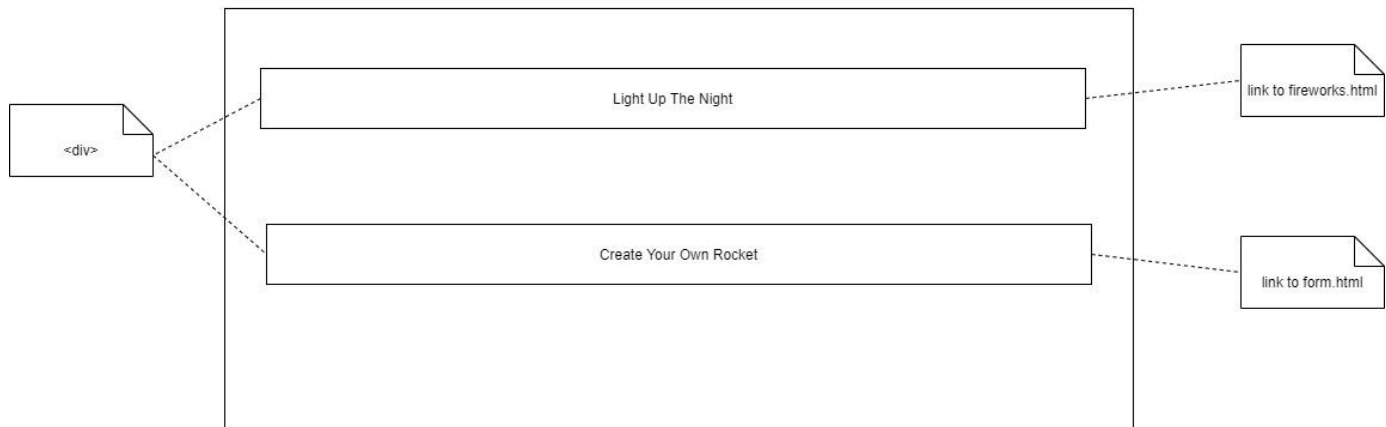 Light Up The Night
link to fireworks.html
<div>
Create Your Own Rocket
link to form.html